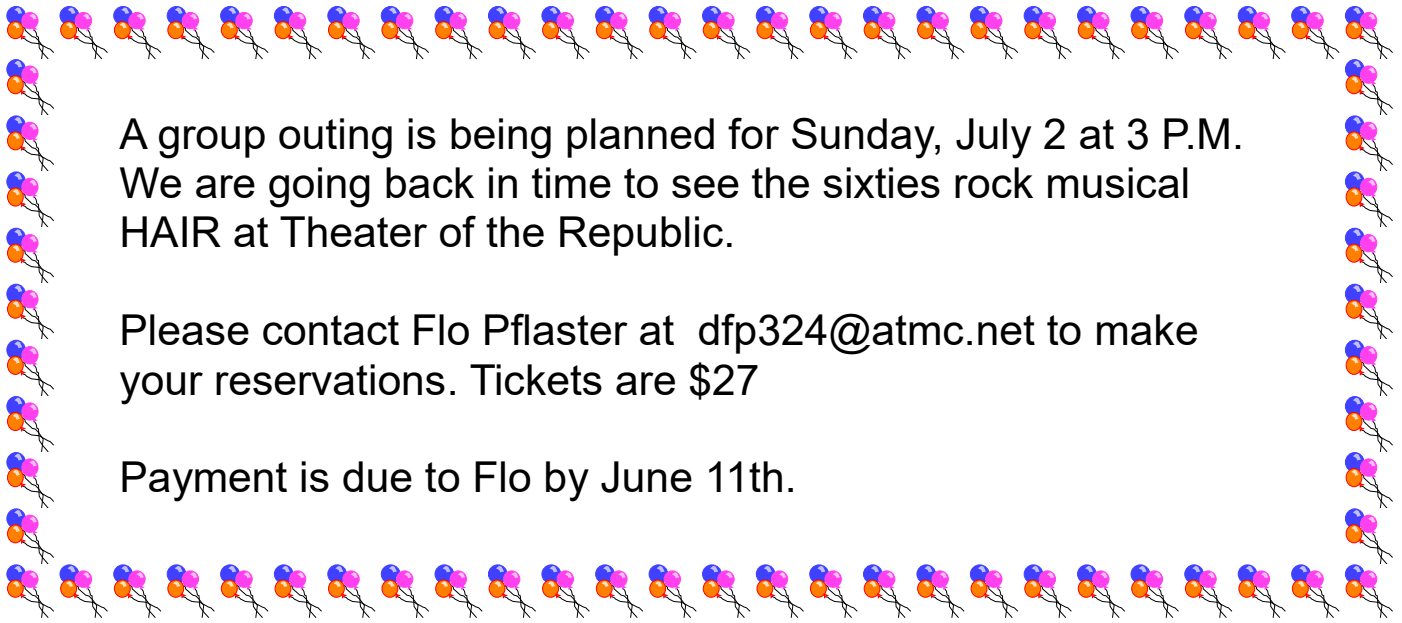 A group outing is being planned for Sunday, July 2 at 3 P.M.
We are going back in time to see the sixties rock musical
HAIR at Theater of the Republic.
Please contact Flo Pflaster at  dfp324@atmc.net to make
your reservations. Tickets are $27
Payment is due to Flo by June 11th.